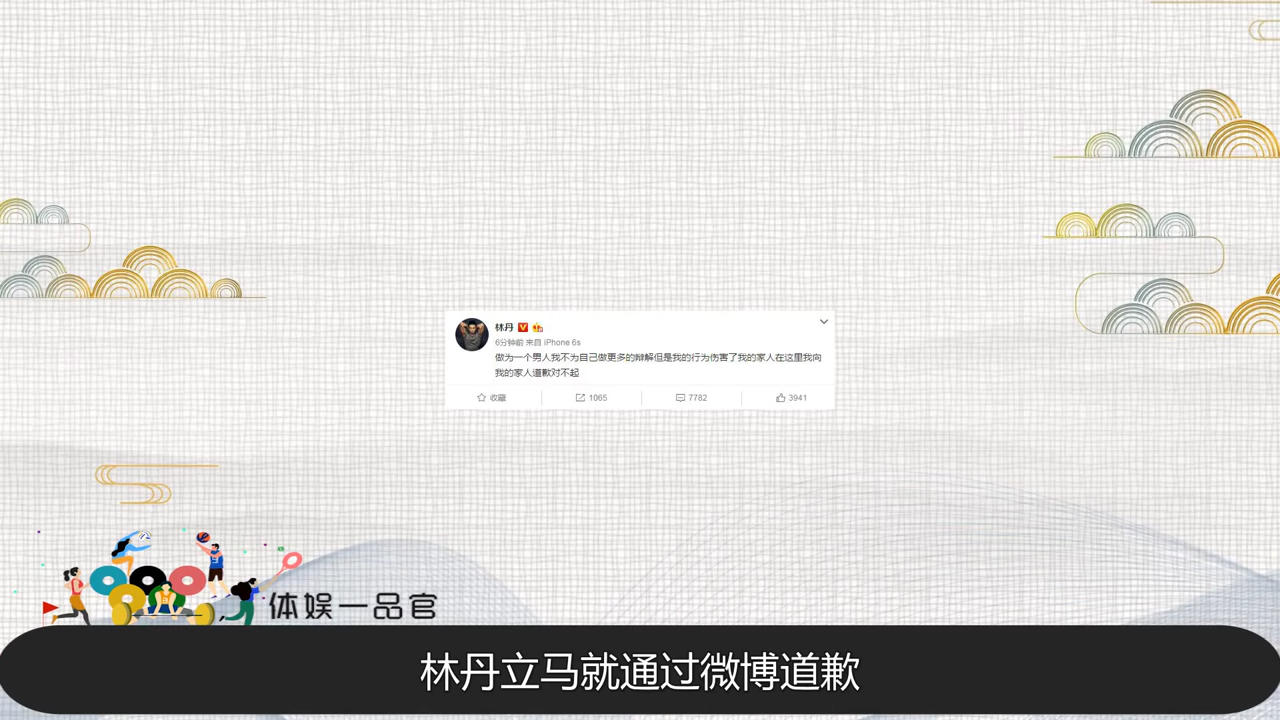 林丹
6分钟前 来自 iPhone 6s
做为一个男人我不为自己做更多的辩解但是我的行为伤害了我的家人在这里我向
我的家人道歉对不起
收藏 1065 7782 3941
体娱一品官
林丹立马就通过微博道歉